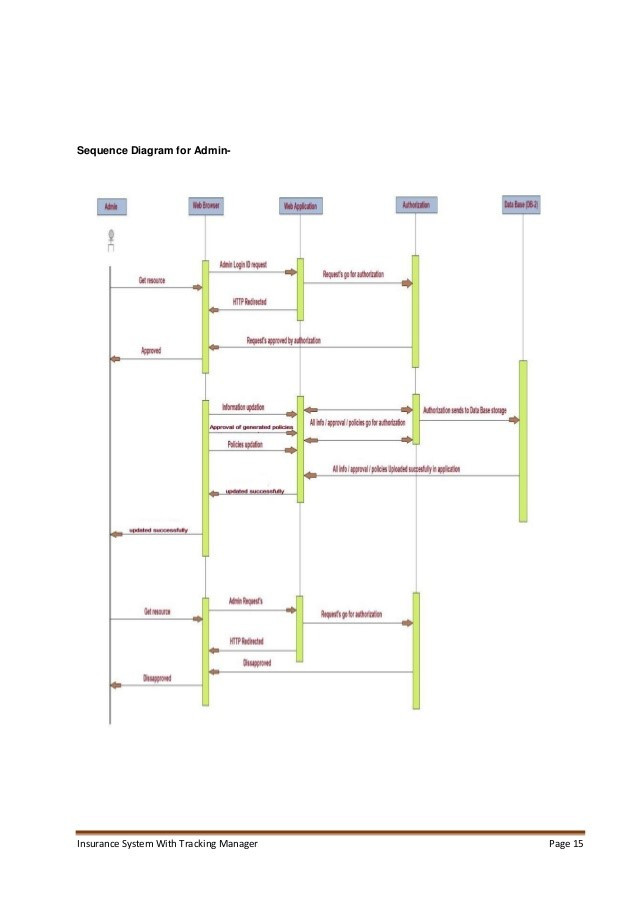 Sequence Diagram for Admin-
Admin
Web Browser
Web Application
Authorization
Data Base (DB-2)
Admin Login ID request
Get resource
Request's go for authorization
HTTP Redirected
Request's approved by authorization
Approved
Information updation
Authorization sends to Data Base storage
Approval of generated policies
All Info / approval / policies go for authorization
Policies updation
All Info / approval / policies Uploaded succesfully in application
updated successfully
updated successfully
Admin Request's
Get resource
Request's go for authorization
HTTP Redirected
Dissapproved
Dissapproved
Insurance System With Tracking Manager
Page 15